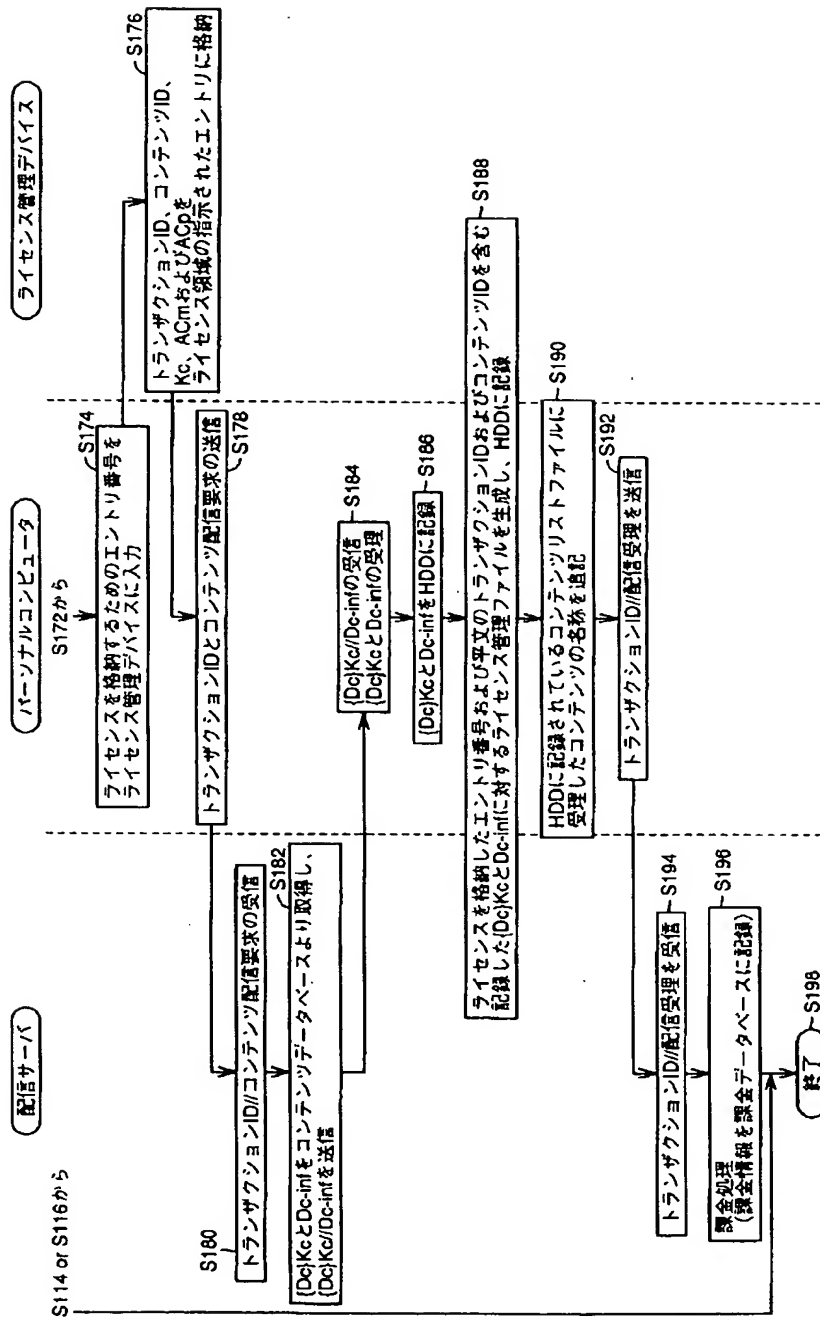 配信サーバ
パーソナルコンピュータ
ライセンス管理デバイス
S114 or S116から
S172から
S174
ライセンスを格納するためのエントリ番号を
ライセンス管理デバイスに入力
S176
トランザクションID、コンテンツID、
Kc、ACmおよびACpを
ライセンス領域の指示されたエントリに格納
S178
トランザクションIDとコンテンツ配信要求の送信
S180
トランザクションID//コンテンツ配信要求の受信
S182
{Dc}KcとDc-infをコンテンツデータベースより取得し、
{Dc}Kc//Dc-infを送信
S184
{Dc}Kc//Dc-infの受信
{Dc}KcとDc-infの受理
S186
{Dc}KcとDc-infをHDDに記録
S188
ライセンスを格納したエントリ番号および平文のトランザクションIDおよびコンテンツIDを含む
記録した{Dc}KcとDc-infに対するライセンス管理ファイルを生成し、HDDに記録
S190
HDDに記録されているコンテンツリストファイルに
受理したコンテンツの名称を追記
S192
トランザクションID//配信受理を送信
S194
トランザクションID//配信受理を受信
S196
課金処理
(課金情報を課金データベースに記録)
S198
終了